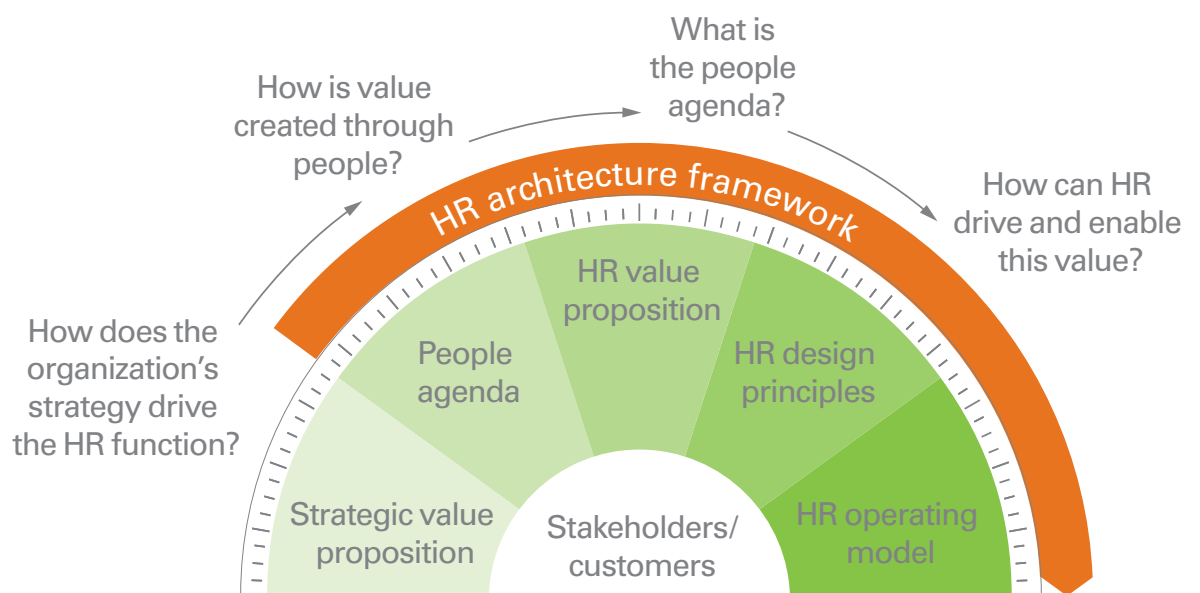 What is
the people
agenda?
How is value
created through
people?
How can HR
drive and enable
this value?
How does the
organization's
strategy drive
the HR function?
HR architecture framework
Strategic value
proposition
People
agenda
HR value
proposition
HR design
principles
HR operating
model
Stakeholders/
customers